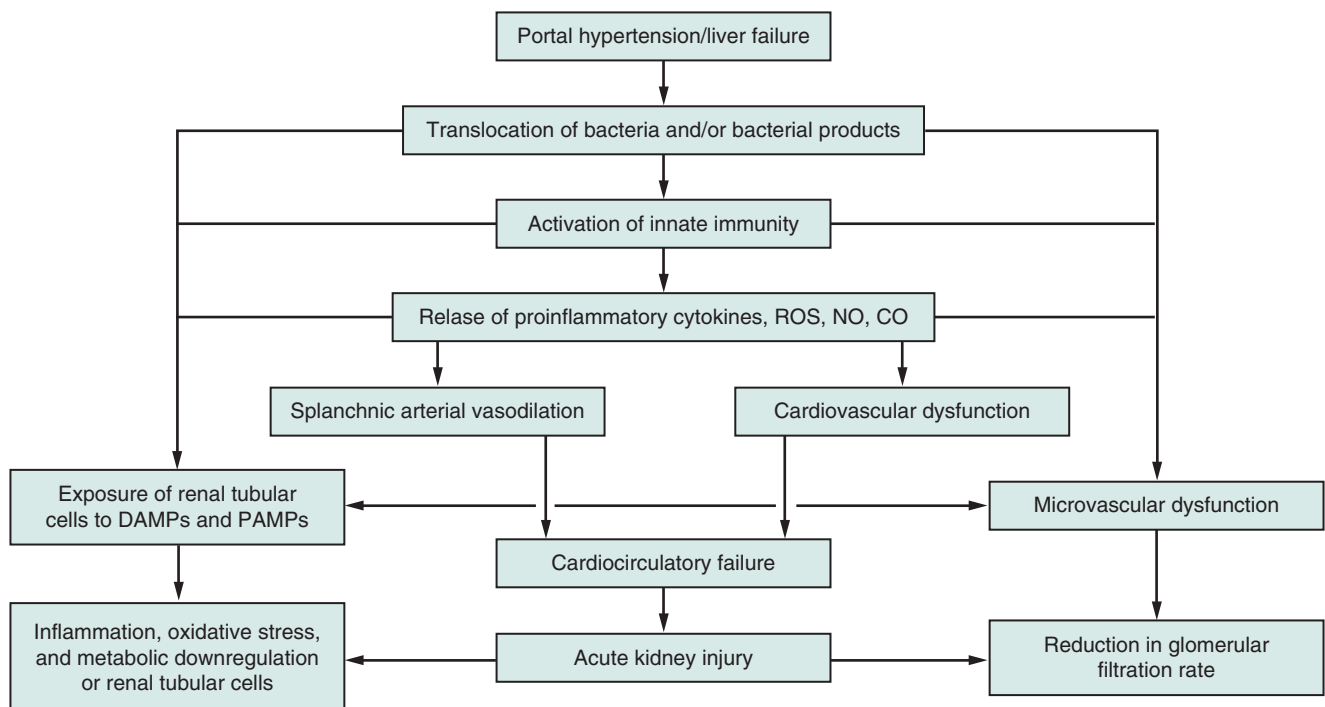 Portal hypertension/liver failure
Translocation of bacteria and/or bacterial products
Activation of innate immunity
Relase of proinflammatory cytokines, ROS, NO, CO
Splanchnic arterial vasodilation
Cardiovascular dysfunction
Exposure of renal tubular
cells to DAMPs and PAMPs
Microvascular dysfunction
Cardiocirculatory failure
Inflammation, oxidative stress,
and metabolic downregulation
or renal tubular cells
Acute kidney injury
Reduction in glomerular
filtration rate